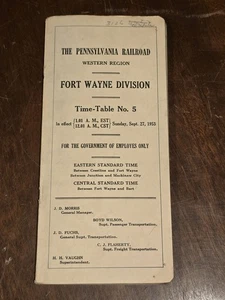 THE PENNSYLVANIA RAILROAD
WESTERN REGION
FORT WAYNE DIVISION
Time-Table No. 5
In effect { 1.01 A. M., EST
12.01 A. M., CST } Sunday, Sept. 27, 1953
FOR THE GOVERNMENT OF EMPLOYES ONLY
EASTERN STANDARD TIME
Between Crestline and Fort Wayne
Between Junction and Mackinaw City
CENTRAL STANDARD TIME
Between Fort Wayne and East
J. D. MORRIS
General Manager.
BOYD WILSON,
Supt. Passenger Transportation.
J. D. FUCHS,
General Supt. Transportation.
C. J. FLAHERTY,
Supt. Freight Transportation.
H. H. VAUGHN
Superintendent.